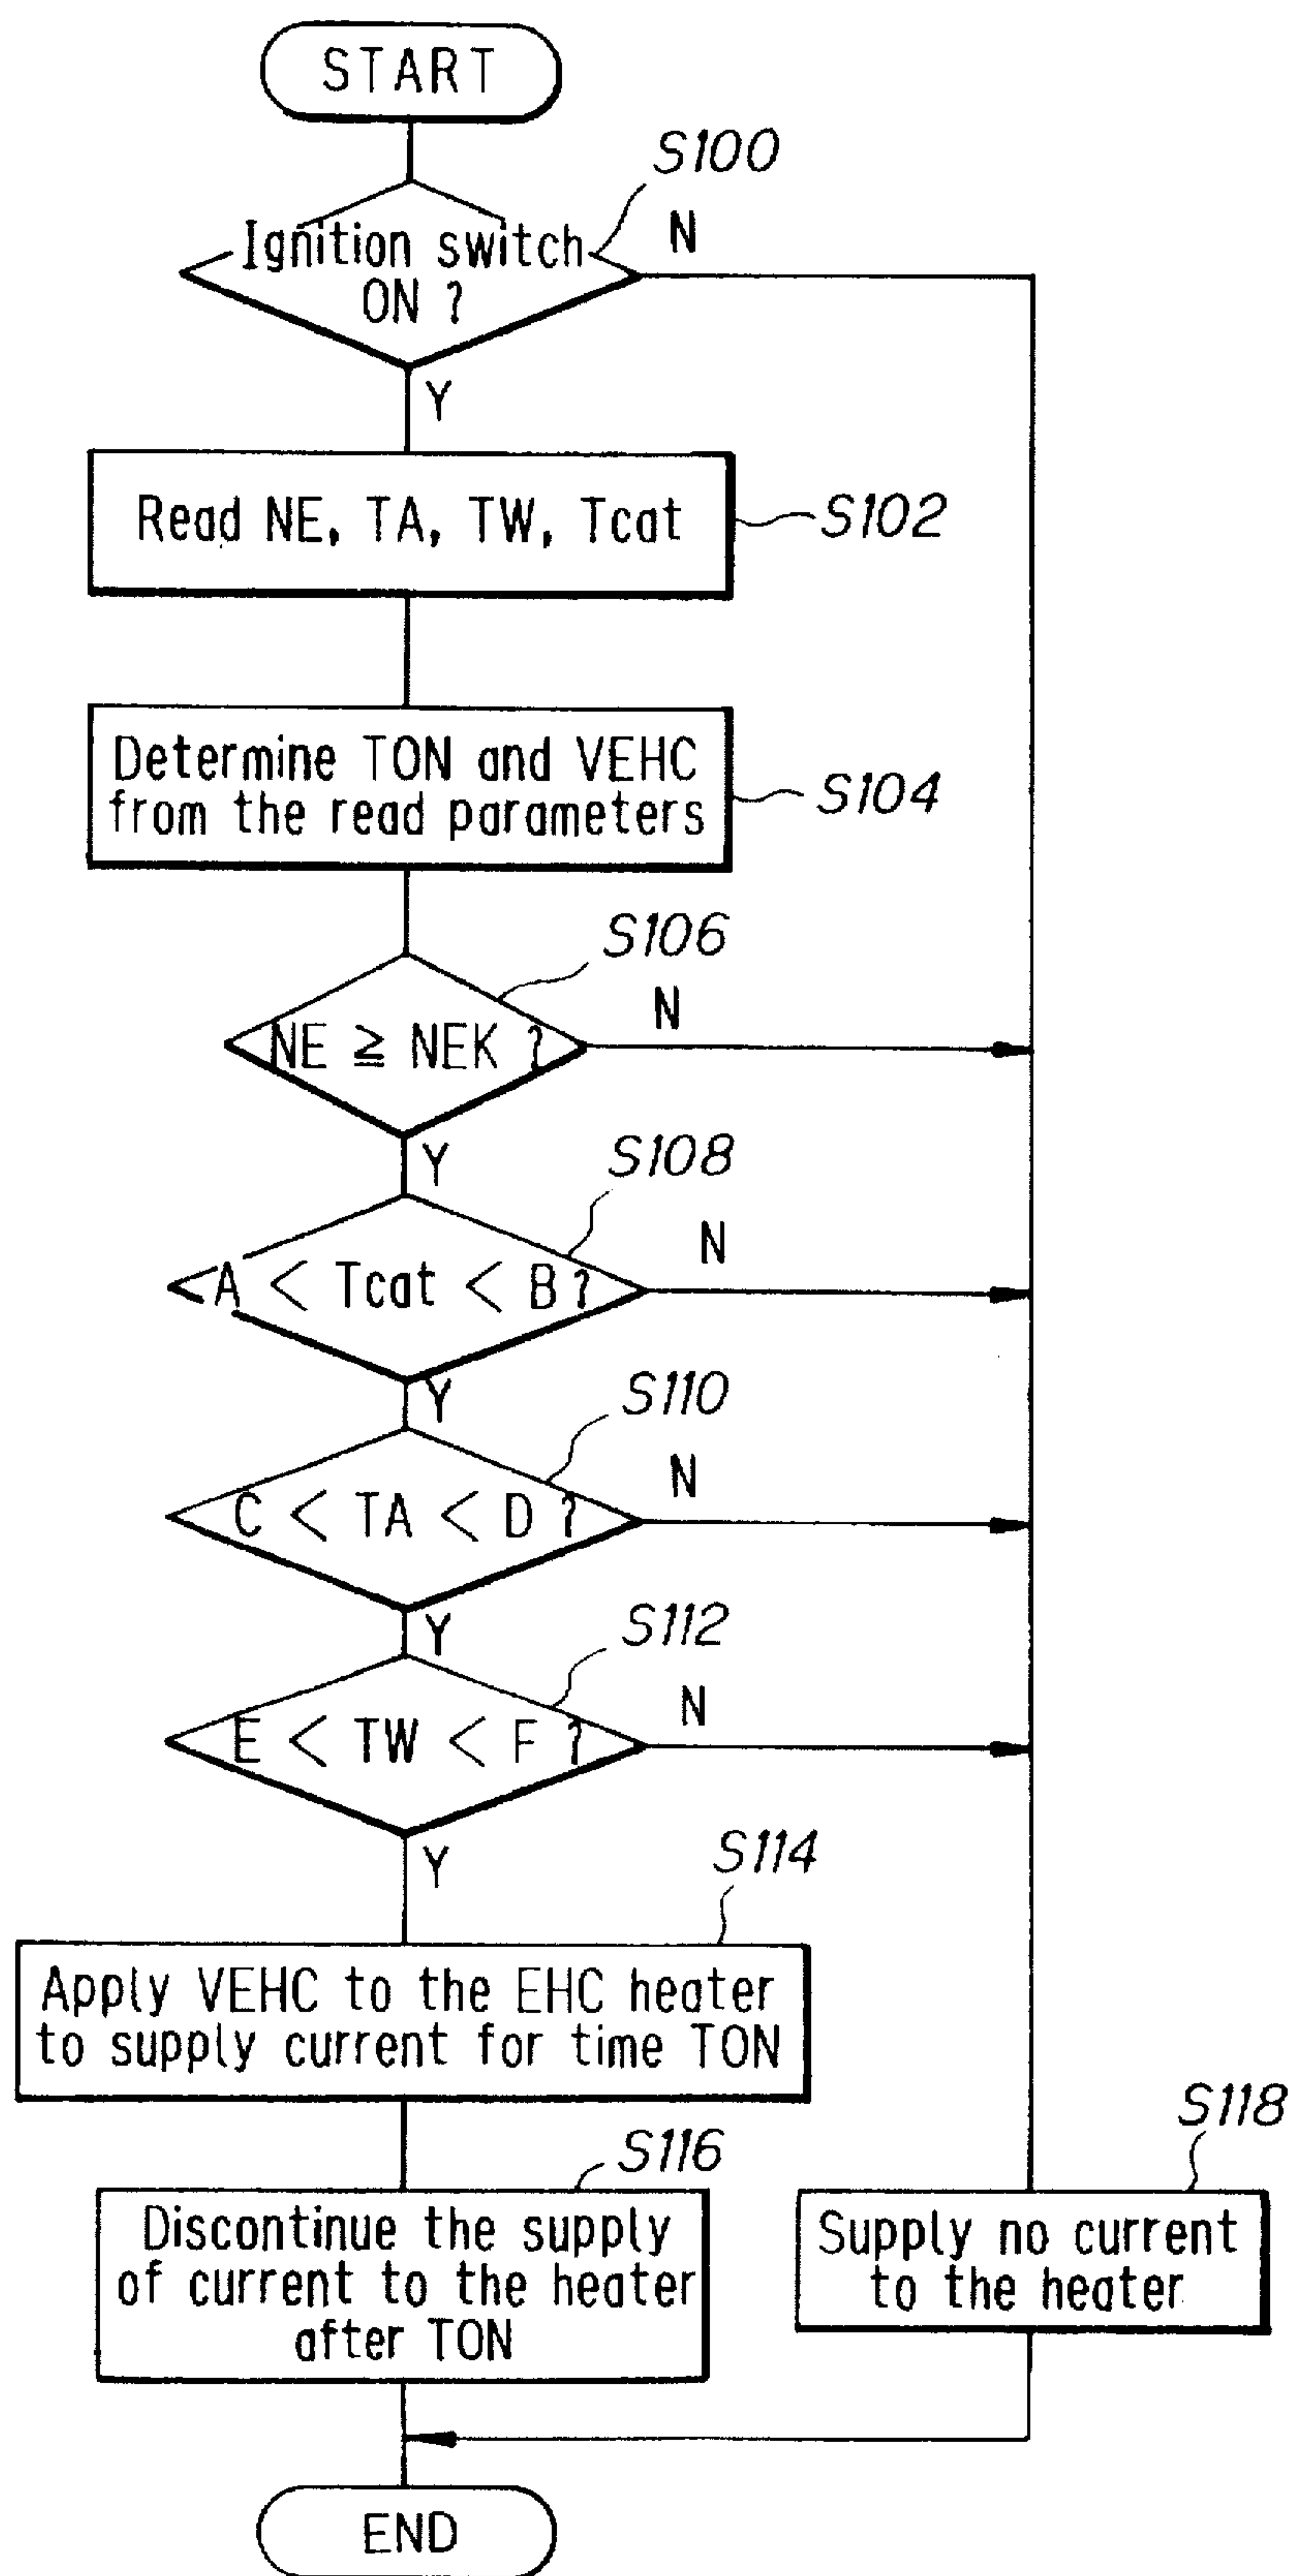 START
S100
Ignition switch
ON ?
N
Y
Read NE, TA, TW, Tcat
S102
Determine TON and VEHC
from the read parameters
S104
S106
NE ≧ NEK ?
N
Y
S108
A < Tcat < B ?
N
Y
S110
C < TA < D ?
N
Y
S112
E < TW < F ?
N
Y
S114
Apply VEHC to the EHC heater
to supply current for time TON
S116
Discontinue the supply
of current to the heater
after TON
S118
Supply no current
to the heater
END